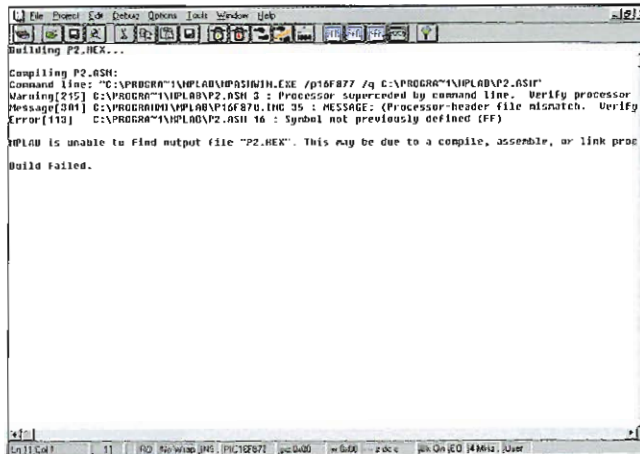 File Project Edit Debug Options Tools Window Help
Building P2.HEX...
Compiling P2.ASM:
Command line: "C:\PROGRA~1\MPLAB\MPASMWIN.EXE /p16F877 /q C:\PROGRA~1\MPLAB\P2.ASM"
Warning[215] C:\PROGRA~1\MPLAB\P2.ASM 3 : Processor superceded by command line. Verify processor
Message[301] C:\PROGRA~1\MPLAB\P16F870.INC 35 : MESSAGE: (Processor-header file mismatch. Verify
Error[113] C:\PROGRA~1\MPLAB\P2.ASM 16 : Symbol not previously defined (FF)
MPLAB is unable to find output file "P2.HEX". This may be due to a compile, assemble, or link proc
Build failed.
Ln 11 Col 1 11 RO No Wrap INS PIC16F877 pc:0x00 w:0x00 z dc c Bk On 4 MHz User